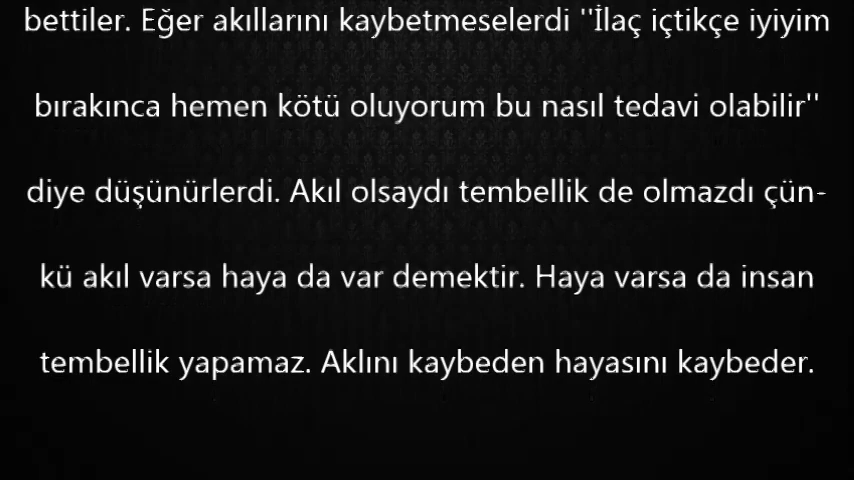 bettiler. Eğer akıllarını kaybetmeselerdi ''İlaç içtikçe iyiyim
bırakınca hemen kötü oluyorum bu nasıl tedavi olabilir''
diye düşünürlerdi. Akıl olsaydı tembellik de olmazdı çün-
kü akıl varsa haya da var demektir. Haya varsa da insan
tembellik yapamaz. Aklını kaybeden hayasını kaybeder.